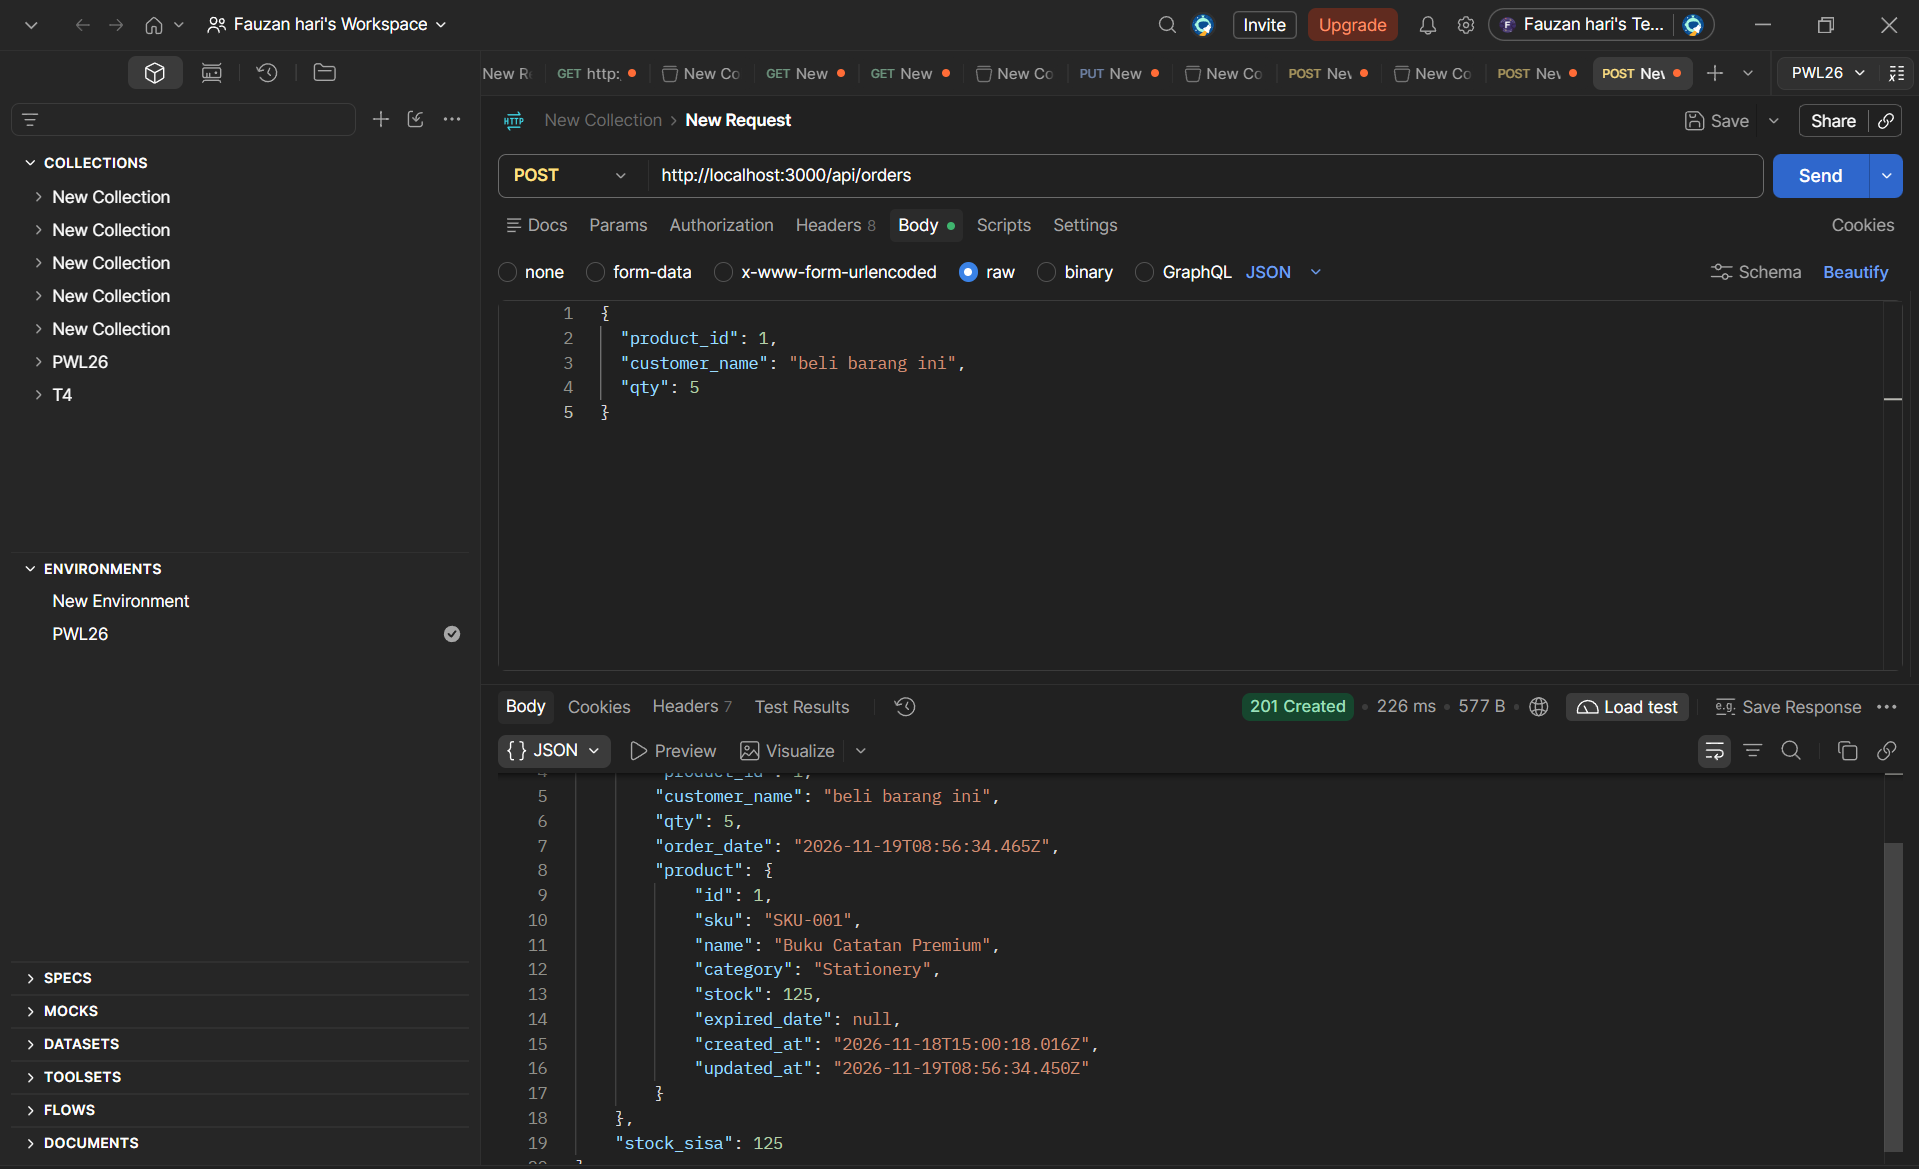 Fauzan hari's Workspace
Invite
Upgrade
F
Fauzan hari's Te...
New R
GET http:
New Co
GET New
GET New
New Co
PUT New
New Co
POST Nev
New Co
POST Nev
POST Nev
PWL26
HTTP
New Collection > New Request
Save
Share
COLLECTIONS
New Collection
New Collection
New Collection
New Collection
New Collection
PWL26
T4
POST
http://localhost:3000/api/orders
Send
Docs
Params
Authorization
Headers 8
Body
Scripts
Settings
Cookies
none
form-data
x-www-form-urlencoded
raw
binary
GraphQL
JSON
Schema
Beautify
1 {
2 "product_id": 1,
3 "customer_name": "beli barang ini",
4 "qty": 5
5 }
ENVIRONMENTS
New Environment
PWL26
Body
Cookies
Headers 7
Test Results
201 Created
226 ms
577 B
Load test
e.g. Save Response
{} JSON
Preview
Visualize
4 "product_id": 1,
5 "customer_name": "beli barang ini",
6 "qty": 5,
7 "order_date": "2026-11-19T08:56:34.465Z",
8 "product": {
9 "id": 1,
10 "sku": "SKU-001",
11 "name": "Buku Catatan Premium",
12 "category": "Stationery",
13 "stock": 125,
14 "expired_date": null,
15 "created_at": "2026-11-18T15:00:18.016Z",
16 "updated_at": "2026-11-19T08:56:34.450Z"
17 }
18 },
19 "stock_sisa": 125
SPECS
MOCKS
DATASETS
TOOLSETS
FLOWS
DOCUMENTS